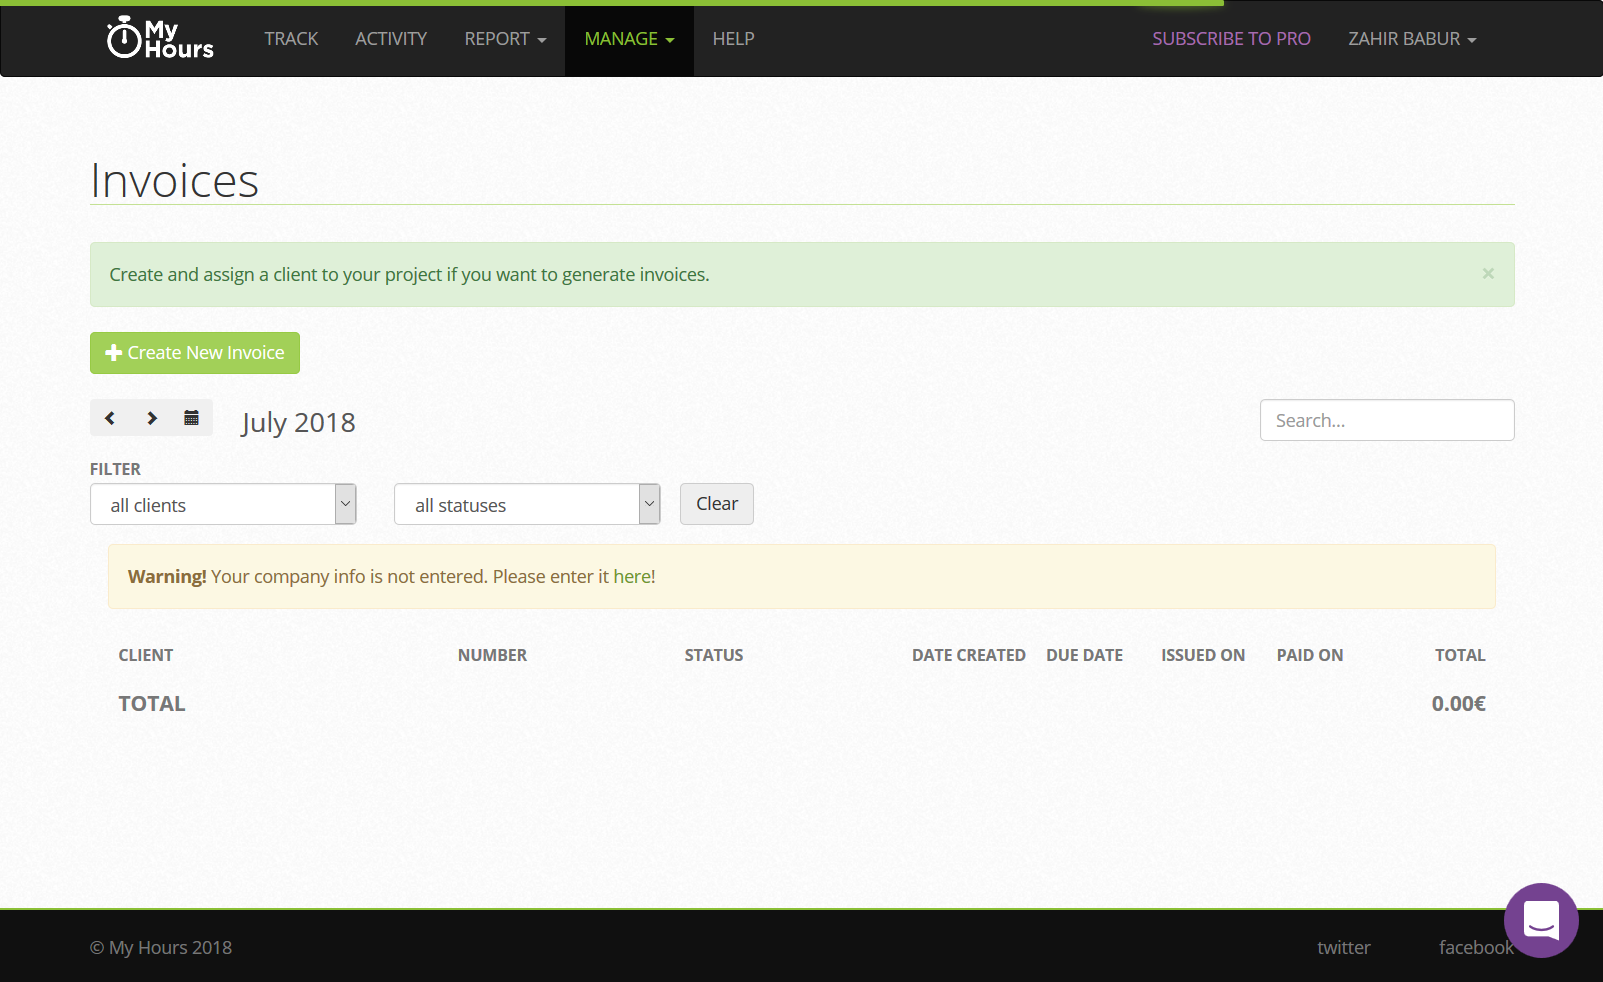 My Hours
TRACK ACTIVITY REPORT MANAGE HELP SUBSCRIBE TO PRO ZAHIR BABUR
Invoices
Create and assign a client to your project if you want to generate invoices. ×
Create New Invoice
July 2018 Search...
FILTER
all clients all statuses Clear
Warning! Your company info is not entered. Please enter it here!
CLIENT NUMBER STATUS DATE CREATED DUE DATE ISSUED ON PAID ON TOTAL
TOTAL 0.00€
© My Hours 2018 twitter facebook